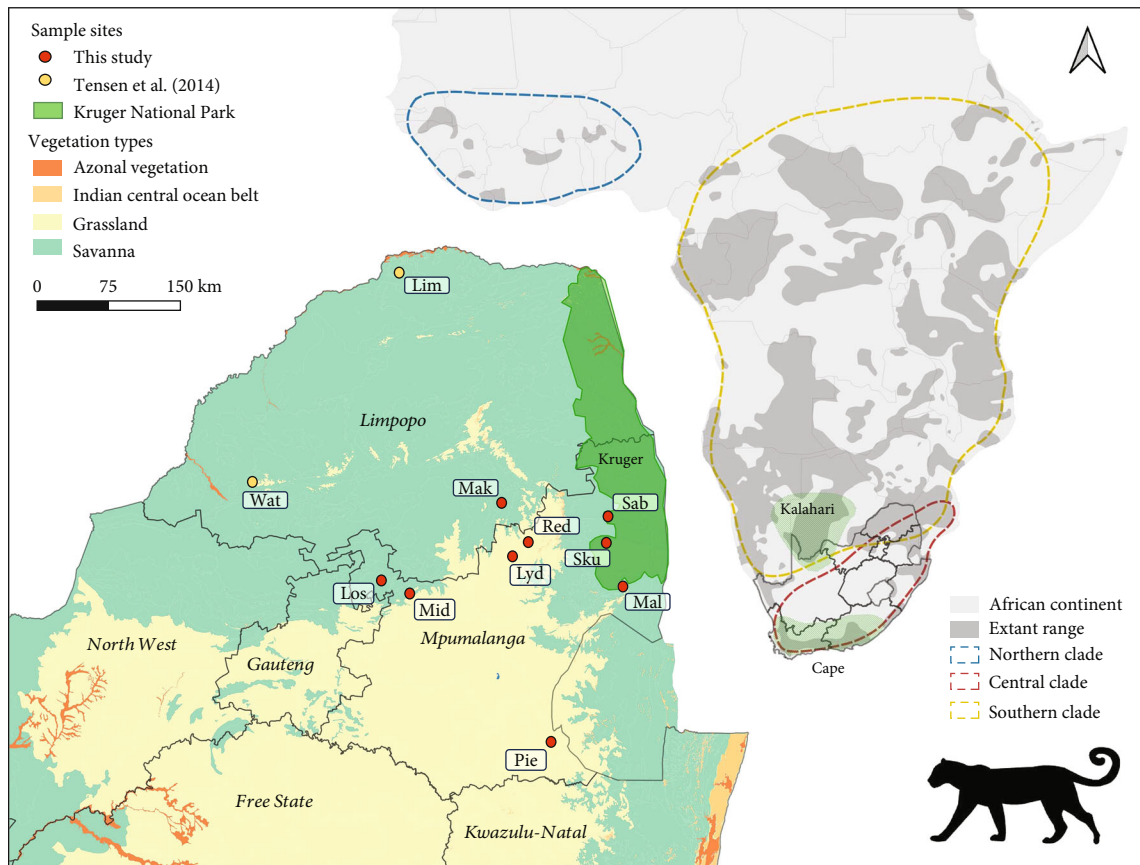 Sample sites
This study
Tensen et al. (2014)
Kruger National Park
Vegetation types
Azonal vegetation
Indian central ocean belt
Grassland
Savanna
0 75 150 km
Lim
Limpopo
Kruger
Wat
Mak
Sab
Red
Sku
Lyd
Los
Mid
Mal
Mpumalanga
North West
Gauteng
Pie
Free State
Kwazulu-Natal
Kalahari
Cape
African continent
Extant range
Northern clade
Central clade
Southern clade